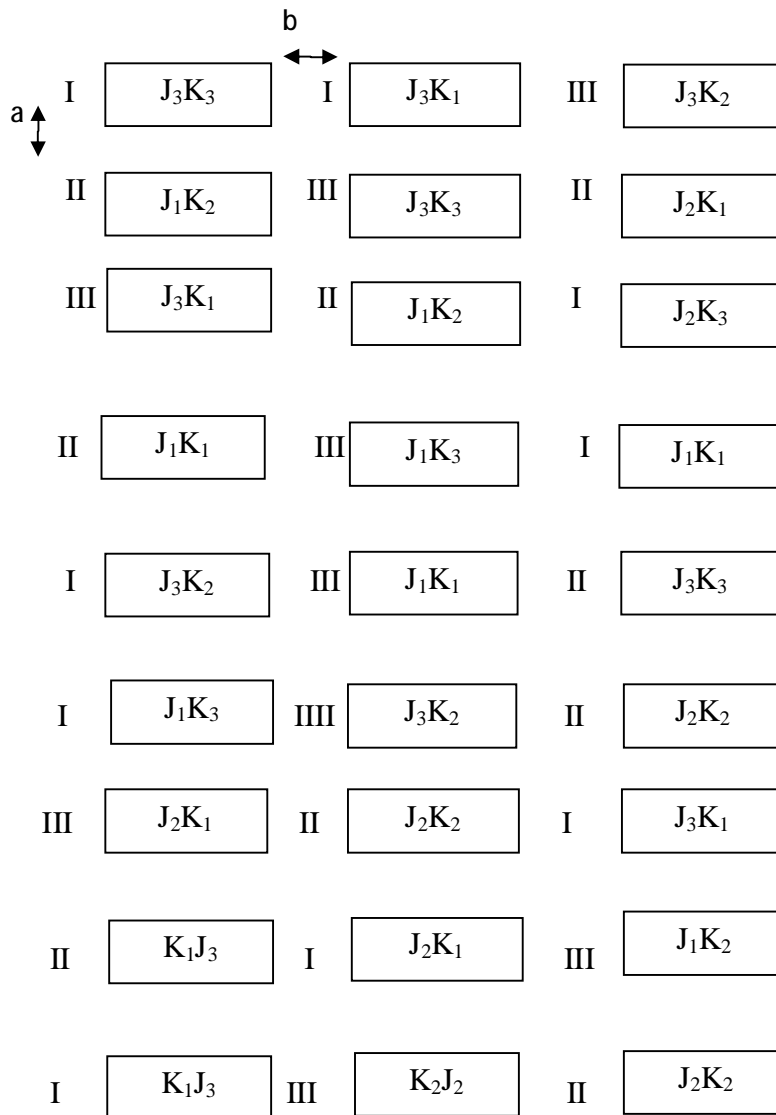 b
I J₃K₃ I J₃K₁ III J₃K₂
a
II J₁K₂ III J₃K₃ II J₂K₁
III J₃K₁ II J₁K₂ I J₂K₃
II J₁K₁ III J₁K₃ I J₁K₁
I J₃K₂ III J₁K₁ II J₃K₃
I J₁K₃ IIII J₃K₂ II J₂K₂
III J₂K₁ II J₂K₂ I J₃K₁
II K₁J₃ I J₂K₁ III J₁K₂
I K₁J₃ III K₂J₂ II J₂K₂